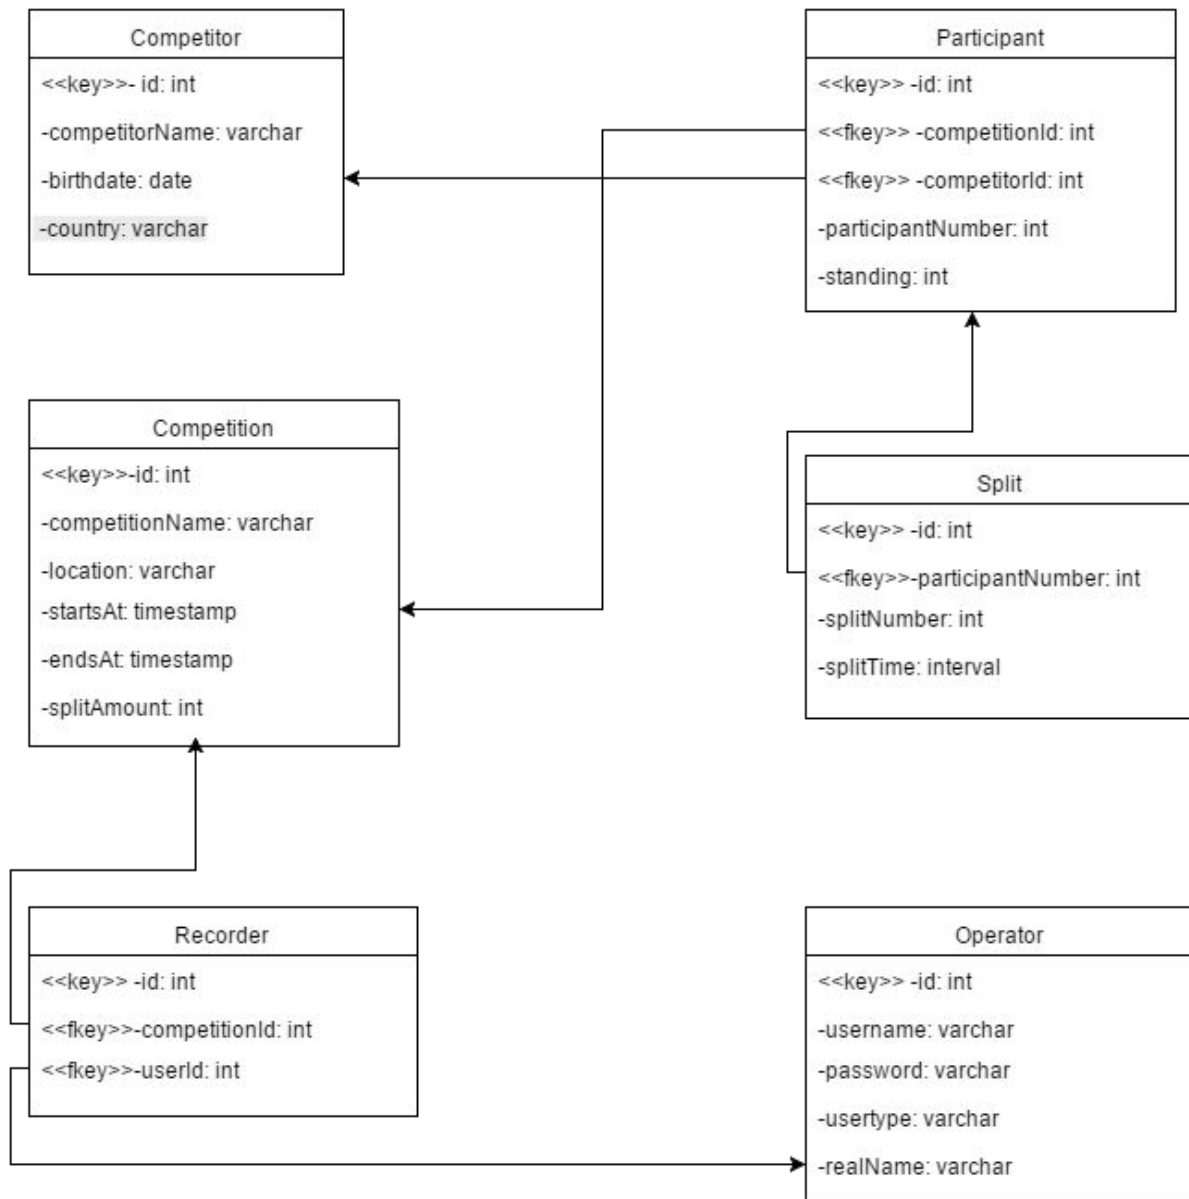 Competitor
<<key>>- id: int
-competitorName: varchar
-birthdate: date
-country: varchar
Participant
<<key>> -id: int
<<fkey>> -competitionId: int
<<fkey>> -competitorId: int
-participantNumber: int
-standing: int
Competition
<<key>>-id: int
-competitionName: varchar
-location: varchar
-startsAt: timestamp
-endsAt: timestamp
-splitAmount: int
Split
<<key>> -id: int
<<fkey>>-participantNumber: int
-splitNumber: int
-splitTime: interval
Recorder
<<key>> -id: int
<<fkey>>-competitionId: int
<<fkey>>-userId: int
Operator
<<key>> -id: int
-username: varchar
-password: varchar
-usertype: varchar
-realName: varchar